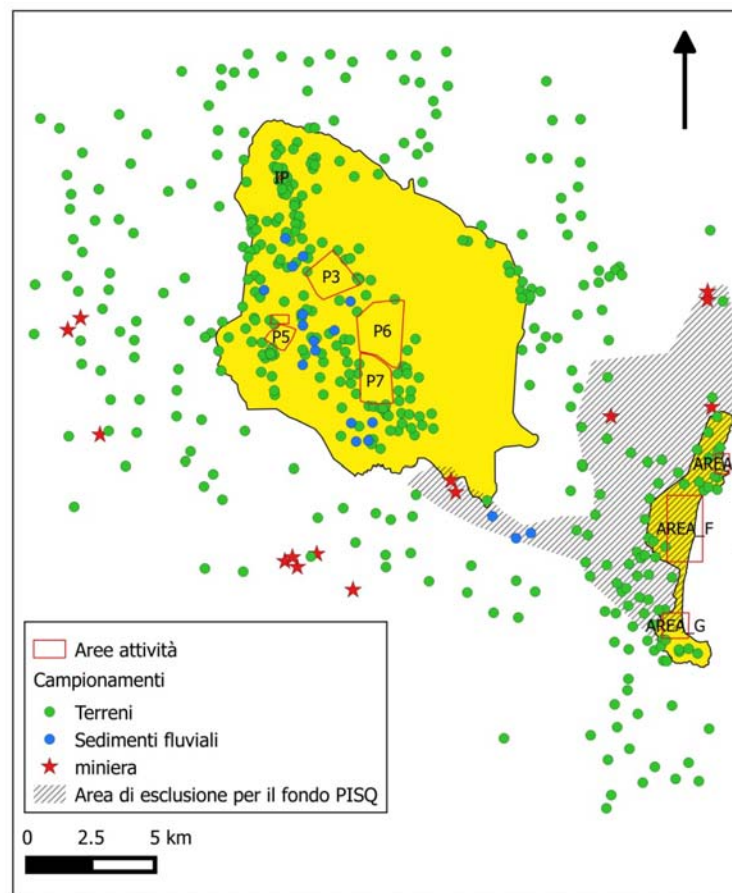 IP
P3
P6
P5
P7
AREA
AREA_F
AREA_G
Aree attività
Campionamenti
Terreni
Sedimenti fluviali
miniera
Area di esclusione per il fondo PISQ
0 2.5 5 km